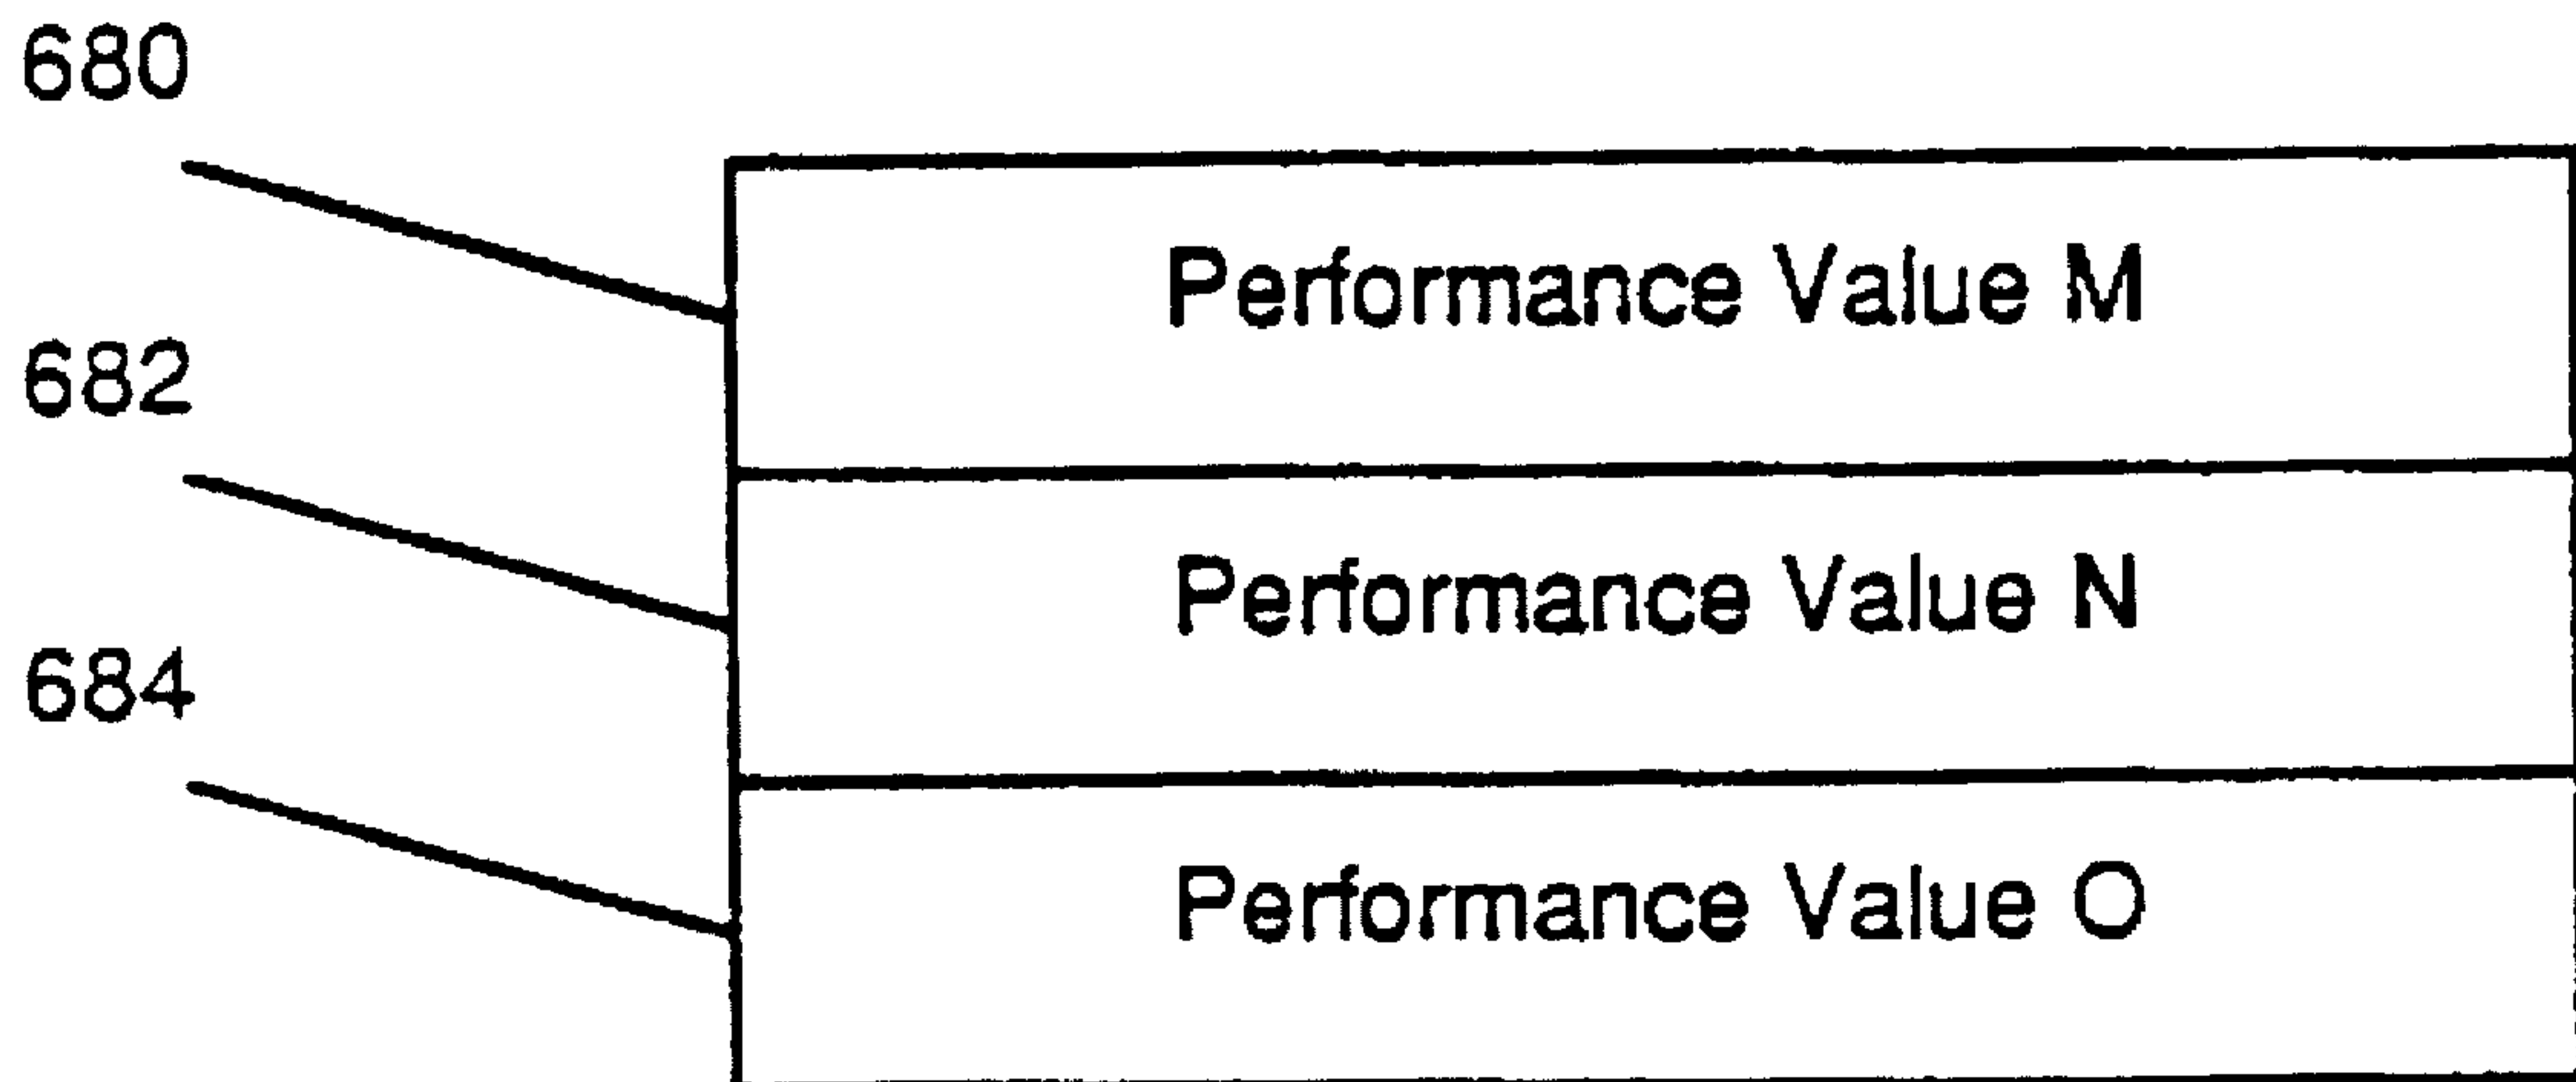 680
Performance Value M
682
Performance Value N
684
Performance Value O